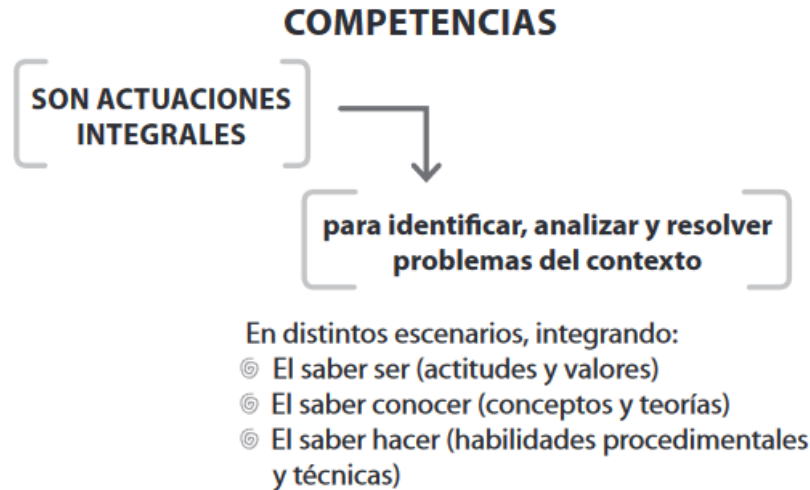 COMPETENCIAS
SON ACTUACIONES
INTEGRALES
para identificar, analizar y resolver
problemas del contexto
En distintos escenarios, integrando:
El saber ser (actitudes y valores)
El saber conocer (conceptos y teorías)
El saber hacer (habilidades procedimentales
y técnicas)